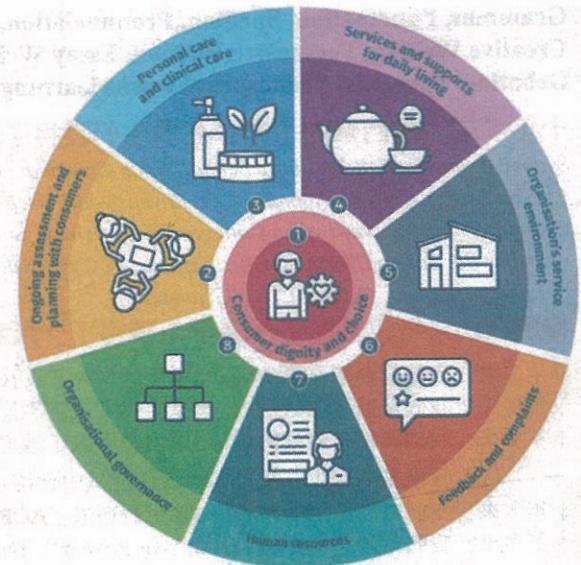 Grammar,
Creative
Personal care
and clinical care
Services and supports
for daily living
Ongoing assessment and
planning with consumers
Organisation's service
environment
3
4
1
2
5
Consumer dignity and choice
8
6
7
Organisational governance
Feedback and complaints
Human resources